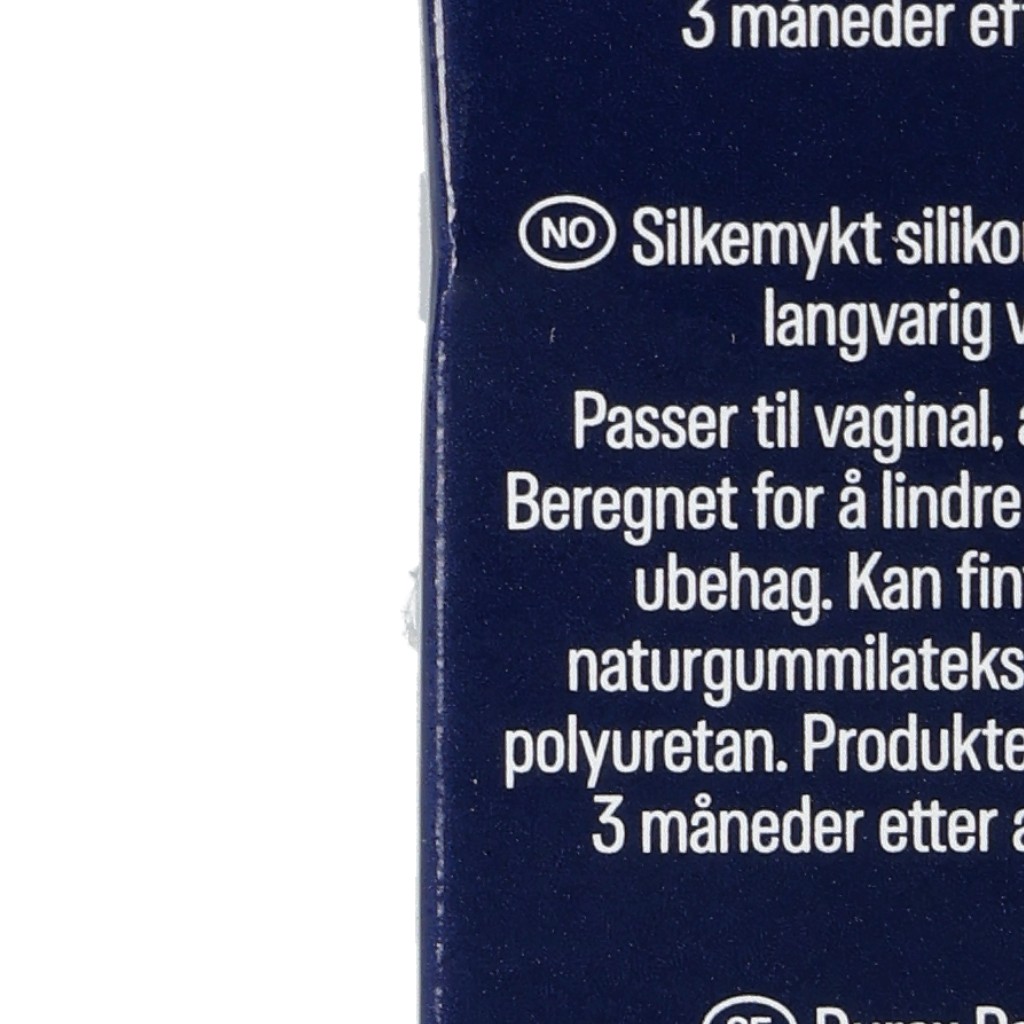 3 måneder ef
NO Silkemykt siliko
langvarig v
Passer til vaginal, a
Beregnet for å lindre
ubehag. Kan fin
naturgummilateks
polyuretan. Produkte
3 måneder etter a